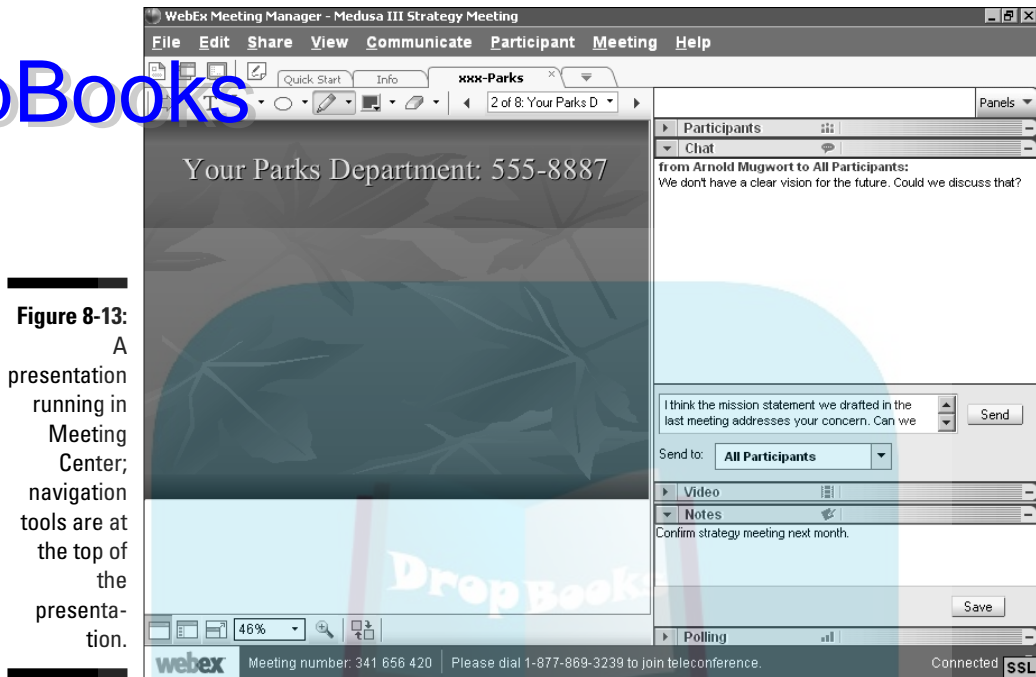 WebEx Meeting Manager - Medusa III Strategy Meeting
File Edit Share View Communicate Participant Meeting Help
pBooks
Quick Start Info xxx-Parks
T 2 of 8: Your Parks D Panels
Participants
Chat
Your Parks Department: 555-8887
from Arnold Mugwort to All Participants:
We don't have a clear vision for the future. Could we discuss that?
Figure 8-13:
A
presentation
running in
Meeting
Center;
navigation
tools are at
the top of
the
presenta-
tion.
I think the mission statement we drafted in the
last meeting addresses your concern. Can we
Send
Send to: All Participants
Video
Notes
Confirm strategy meeting next month.
DropBooks
Save
46%
Polling
webex Meeting number: 341 656 420 Please dial 1-877-869-3239 to join teleconference. Connected SSL